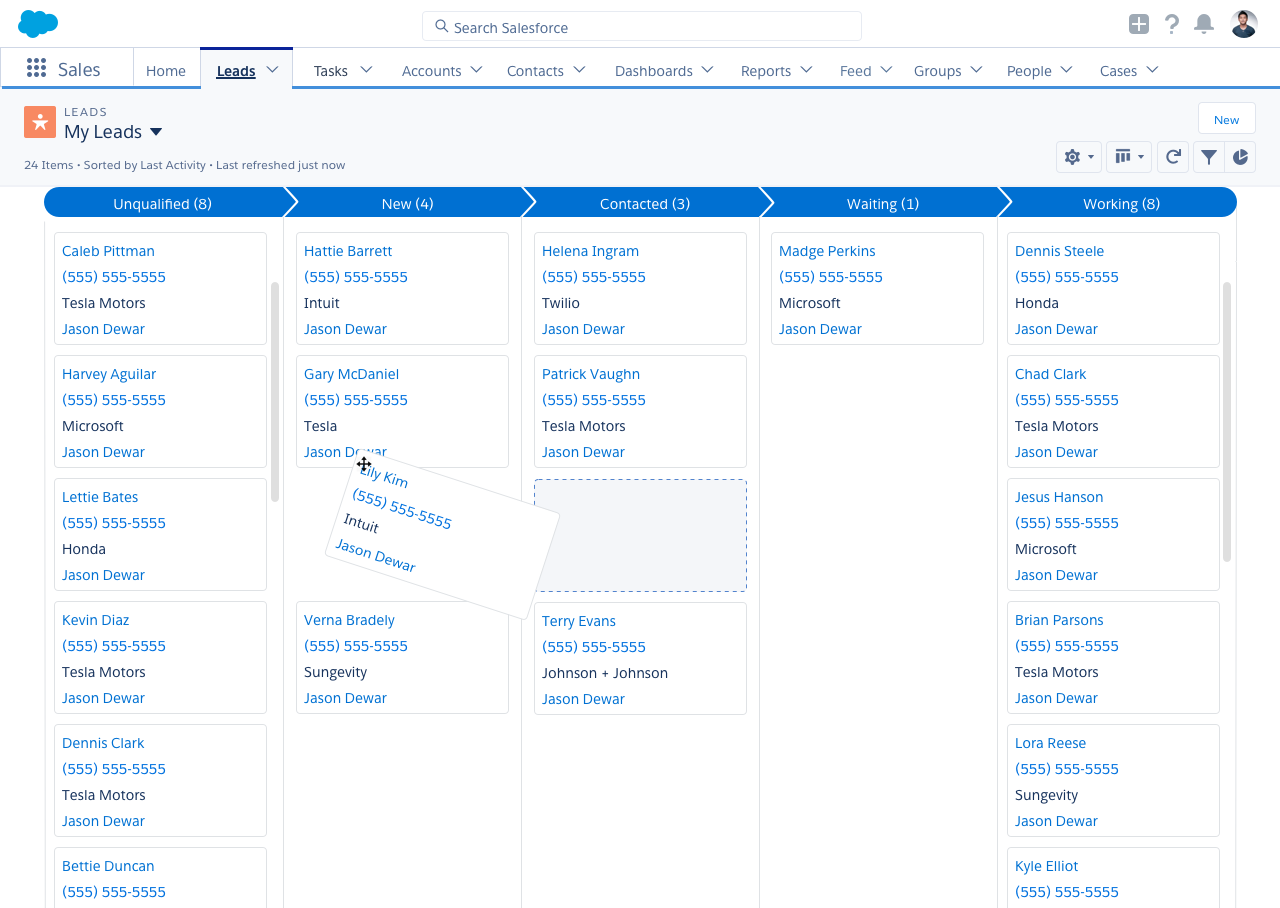 Search Salesforce
Sales
Home
Leads
Tasks
Accounts
Contacts
Dashboards
Reports
Feed
Groups
People
Cases
LEADS
My Leads
New
24 Items • Sorted by Last Activity • Last refreshed just now
Unqualified (8)
New (4)
Contacted (3)
Waiting (1)
Working (8)
Caleb Pittman
(555) 555-5555
Tesla Motors
Jason Dewar
Harvey Aguilar
(555) 555-5555
Microsoft
Jason Dewar
Lettie Bates
(555) 555-5555
Honda
Jason Dewar
Kevin Diaz
(555) 555-5555
Tesla Motors
Jason Dewar
Dennis Clark
(555) 555-5555
Tesla Motors
Jason Dewar
Bettie Duncan
(555) 555-5555
Hattie Barrett
(555) 555-5555
Intuit
Jason Dewar
Gary McDaniel
(555) 555-5555
Tesla
Jason Dewar
Lily Kim
(555) 555-5555
Intuit
Jason Dewar
Verna Bradely
(555) 555-5555
Sungevity
Jason Dewar
Helena Ingram
(555) 555-5555
Twilio
Jason Dewar
Patrick Vaughn
(555) 555-5555
Tesla Motors
Jason Dewar
Terry Evans
(555) 555-5555
Johnson + Johnson
Jason Dewar
Madge Perkins
(555) 555-5555
Microsoft
Jason Dewar
Dennis Steele
(555) 555-5555
Honda
Jason Dewar
Chad Clark
(555) 555-5555
Tesla Motors
Jason Dewar
Jesus Hanson
(555) 555-5555
Microsoft
Jason Dewar
Brian Parsons
(555) 555-5555
Tesla Motors
Jason Dewar
Lora Reese
(555) 555-5555
Sungevity
Jason Dewar
Kyle Elliot
(555) 555-5555